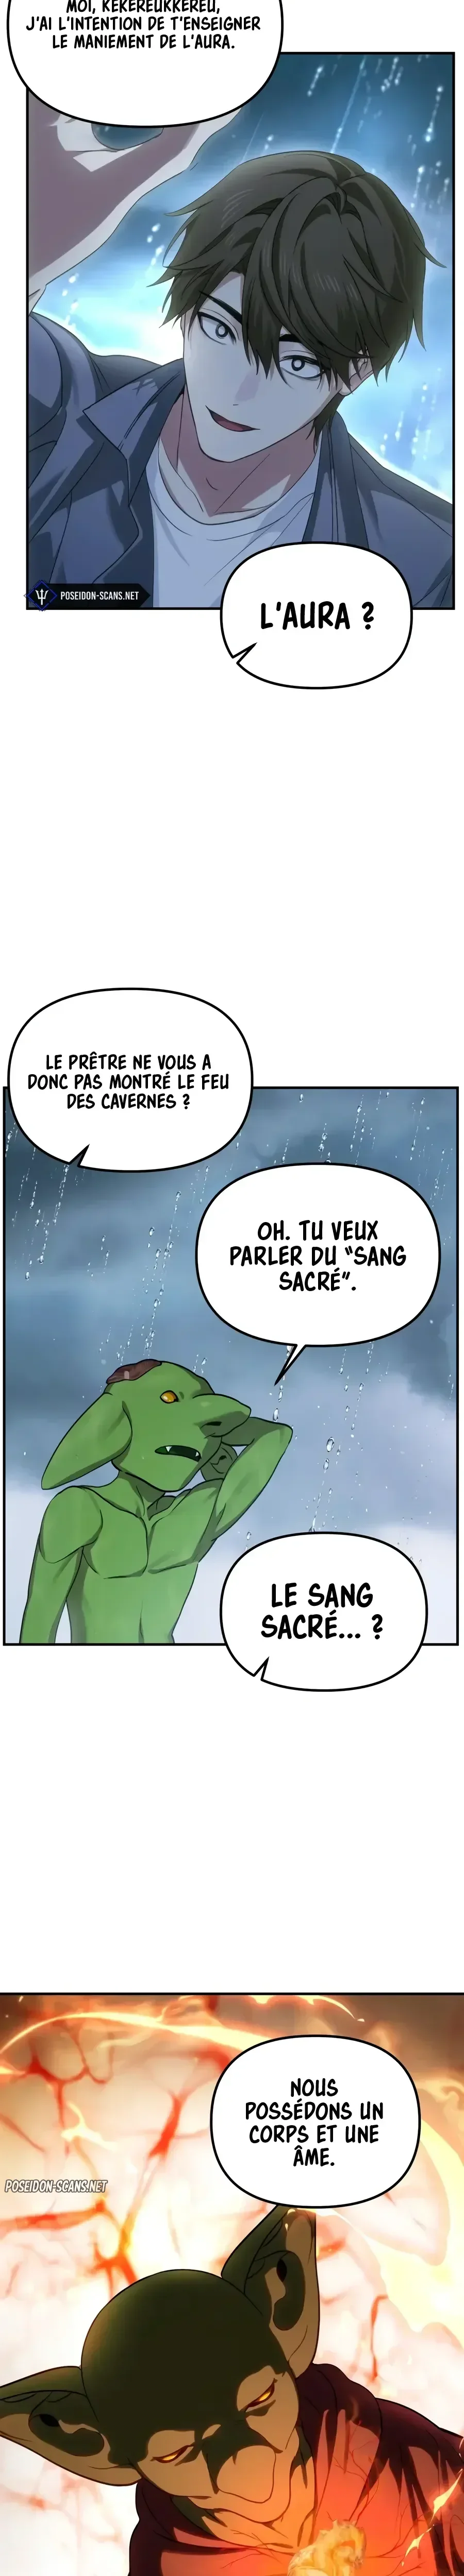 MOI, KEKEREUKKEREU,
J'AI L'INTENTION DE T'ENSEIGNER
LE MANIEMENT DE L'AURA.
POSEIDON-SCANS.NET
L'AURA ?
LE PRÊTRE NE VOUS A
DONC PAS MONTRÉ LE FEU
DES CAVERNES ?
OH. TU VEUX
PARLER DU "SANG
SACRÉ".
LE SANG
SACRÉ... ?
NOUS
POSSÉDONS UN
CORPS ET UNE
ÂME.
POSEIDON-SCANS.NET